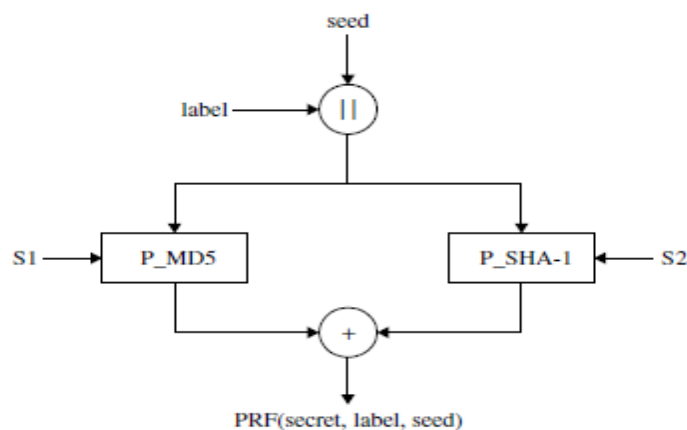 seed
label
||
S1
P_MD5
P_SHA-1
S2
+
PRF(secret, label, seed)